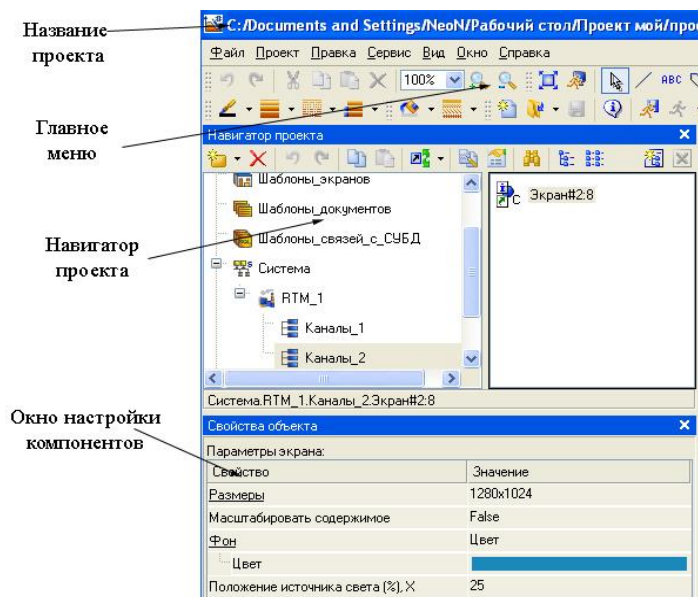 Название
проекта
C:/Documents and Settings/NeoN/Рабочий стол/Проект мой/про
Файл Проект Правка Сервис Вид Окно Справка
100%
ABC
Главное
меню
Навигатор проекта
Шаблоны_экранов
Шаблоны_документов
Шаблоны_связей_с_СУБД
Система
RTM_1
Каналы_1
Каналы_2
C Экран#2:8
Навигатор
проекта
Система.RTM_1.Каналы_2.Экран#2:8
Окно настройки
компонентов
Свойства объекта
Параметры экрана:
Свойство Значение
Размеры 1280x1024
Масштабировать содержимое False
Фон Цвет
Цвет
Положение источника света (%), X 25